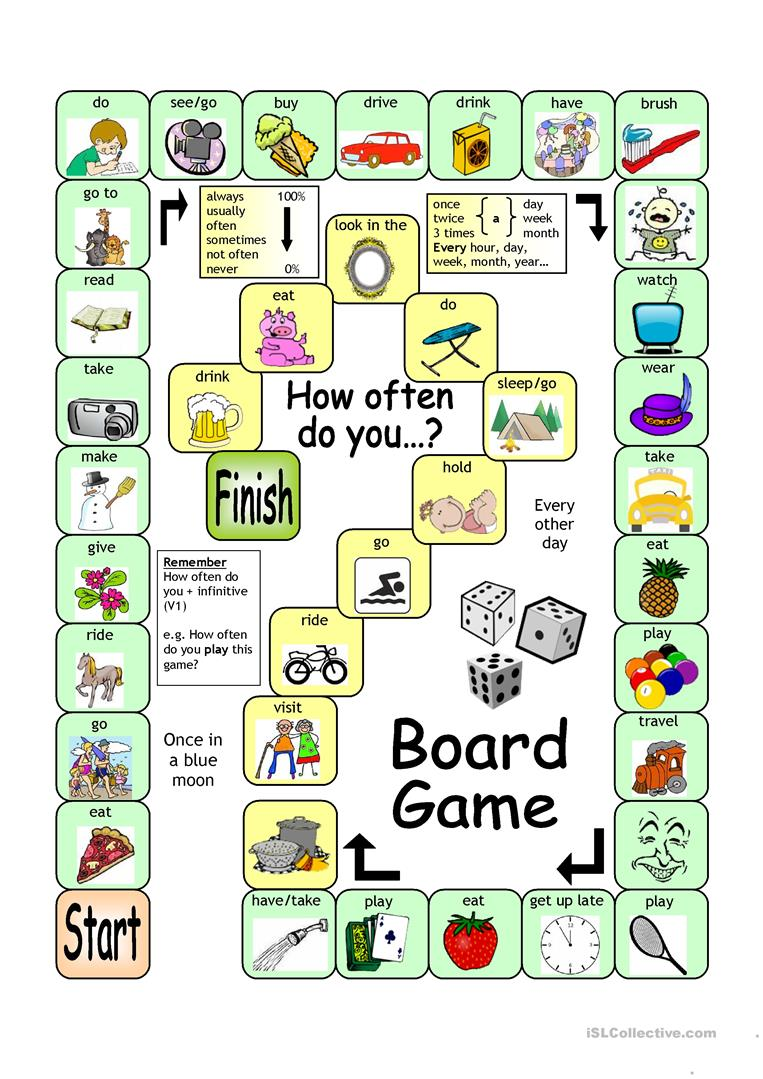 do
see/go
buy
drive
drink
have
brush
go to
always 100%
usually
often
sometimes
not often
never 0%
look in the
once
twice
3 times
a
day
week
month
Every hour, day,
week, month, year...
read
eat
do
watch
take
drink
How often
do you...?
sleep/go
wear
make
Finish
hold
take
Every
other
day
give
Remember
How often do
you + infinitive
(V1)
e.g. How often
do you play this
game?
go
eat
ride
ride
play
go
Once in
a blue
moon
visit
Board
Game
travel
TAXI
eat
Start
have/take
play
eat
get up late
play
iSLCollective.com